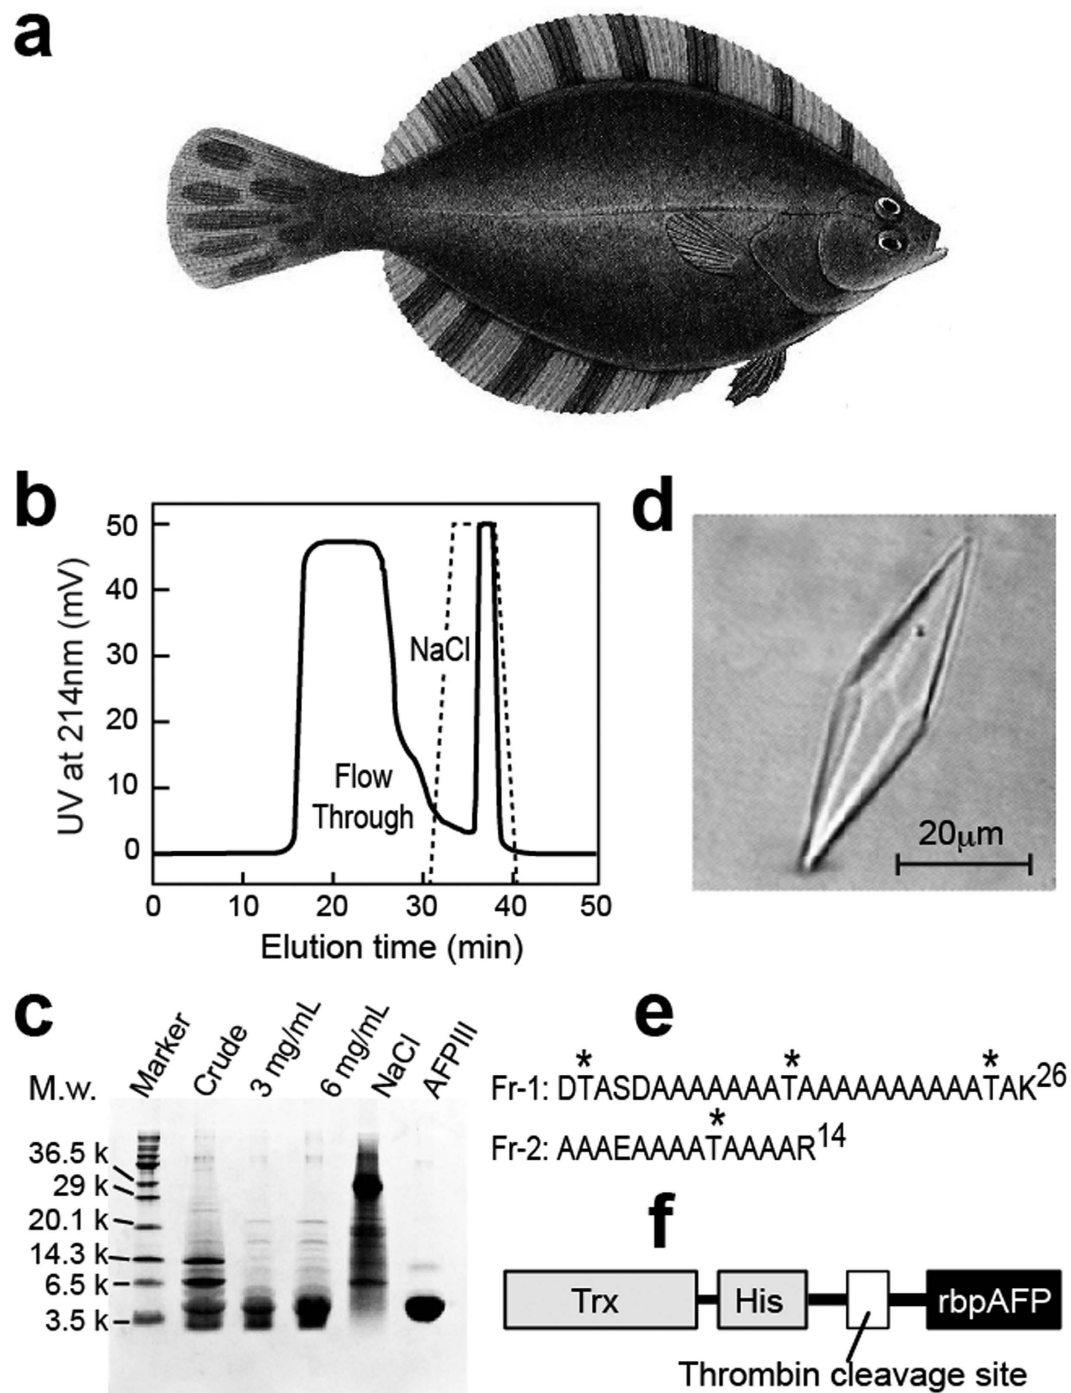 a
b
UV at 214nm (mV)
50
40
30
20
10
0
NaCl
Flow
Through
0 10 20 30 40 50
Elution time (min)
d
20μm
c
M.w.
Marker
Crude
3 mg/mL
6 mg/mL
NaCl
AFPIII
36.5 k
29 k
20.1 k
14.3 k
6.5 k
3.5 k
e
* * *
Fr-1: DTASDAAAAAAATAAAAAAAAAATAK26
*
Fr-2: AAAEAAAATAAAAR14
f
Trx His rbpAFP
Thrombin cleavage site